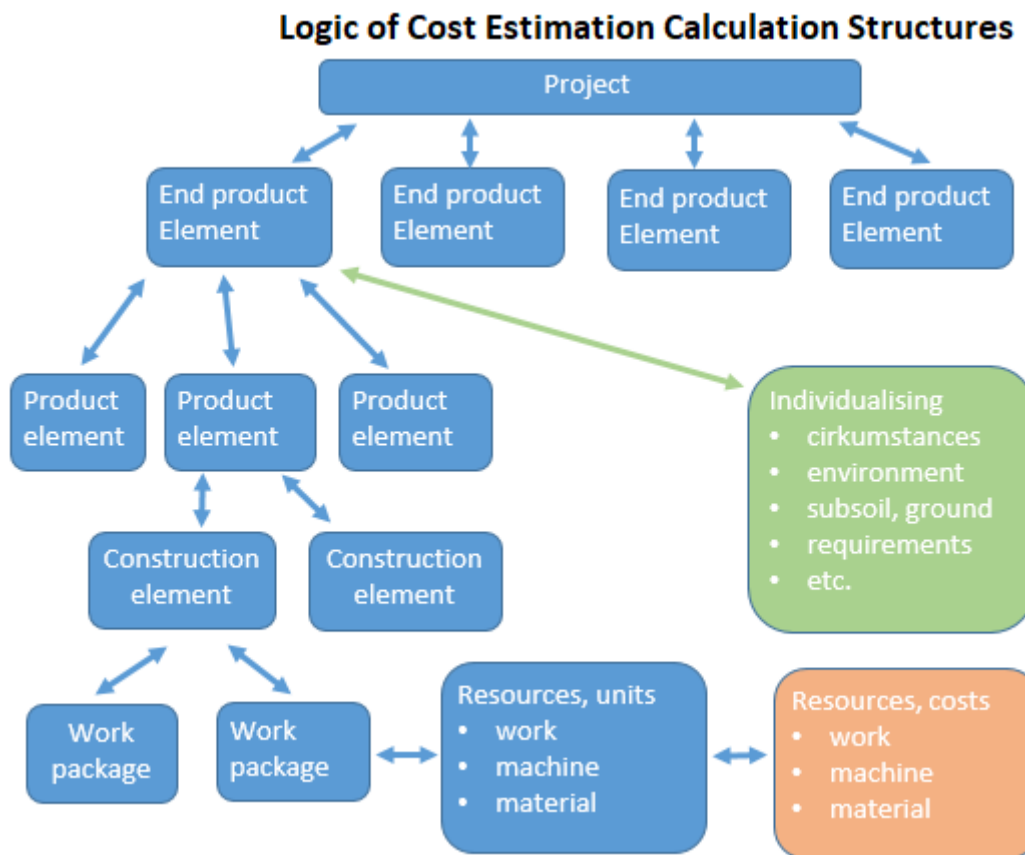 Logic of Cost Estimation Calculation Structures
Project
End product
Element
End product
Element
End product
Element
End product
Element
Product
element
Product
element
Product
element
Individualising
• cirkumstances
• environment
• subsoil, ground
• requirements
• etc.
Construction
element
Construction
element
Work
package
Work
package
Resources, units
• work
• machine
• material
Resources, costs
• work
• machine
• material